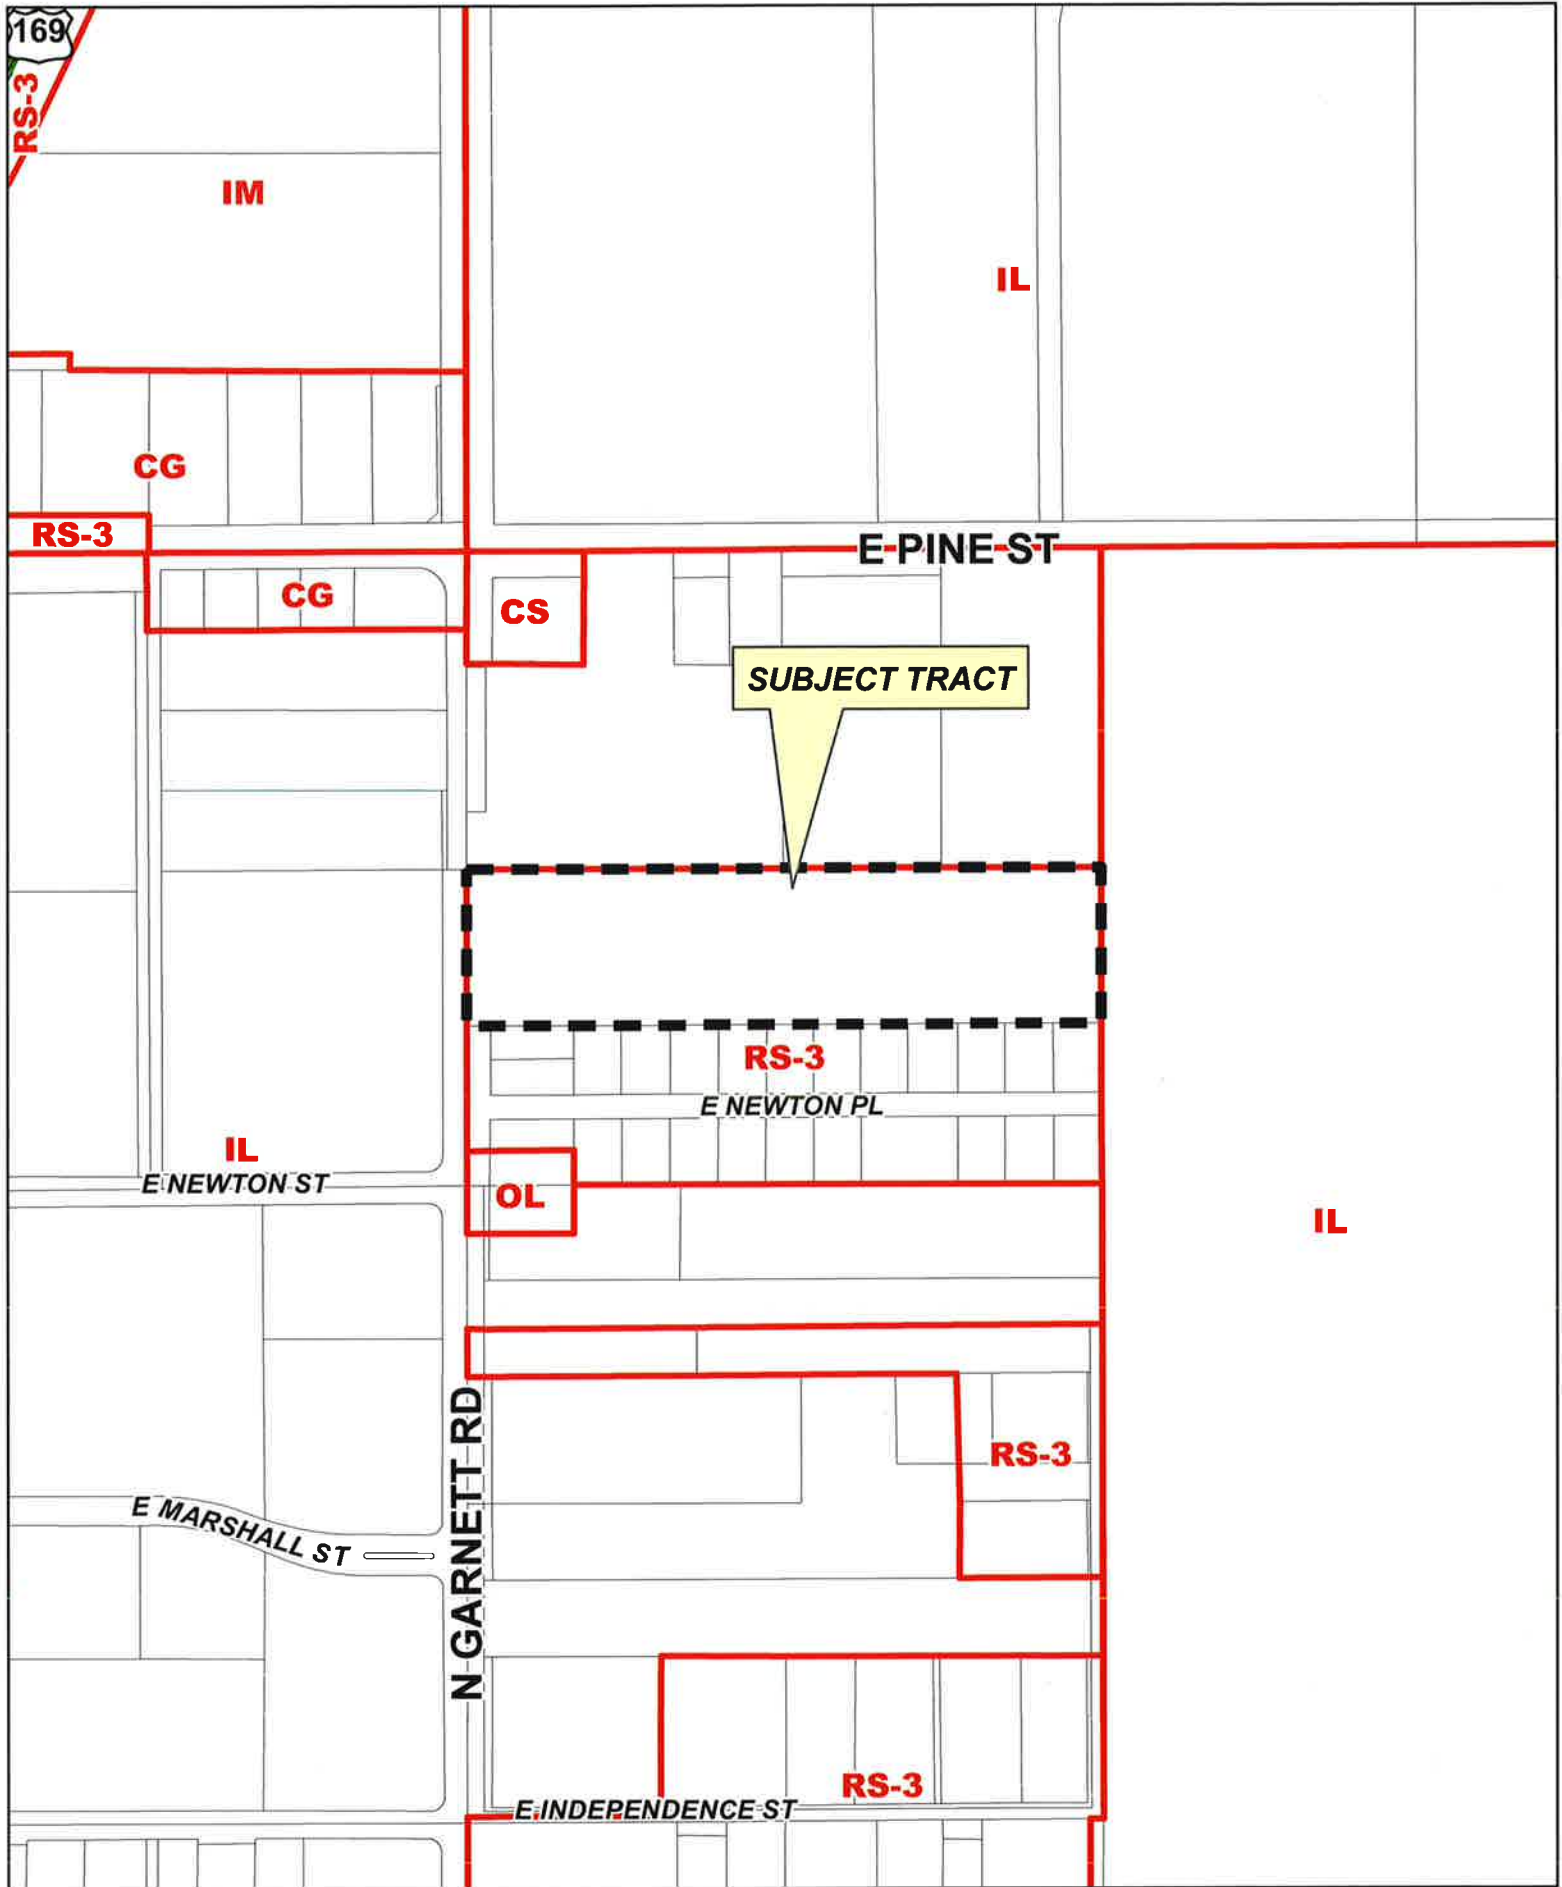 169
RS-3
IM
IL
CG
RS-3
E PINE ST
CG
CS
SUBJECT TRACT
RS-3
E NEWTON PL
IL
E NEWTON ST
OL
IL
N GARNETT RD
RS-3
E MARSHALL ST
RS-3
E INDEPENDENCE ST